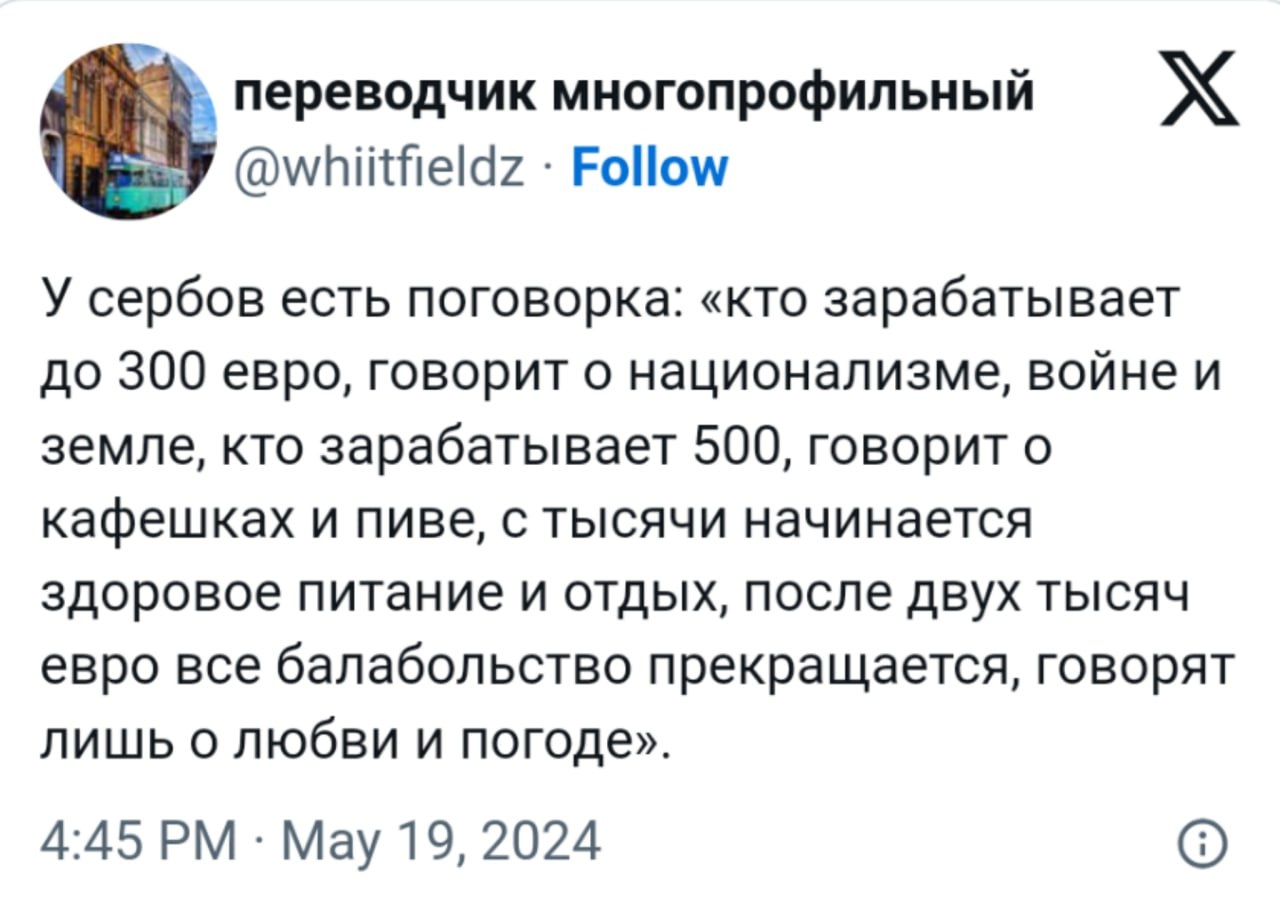 переводчик многопрофильный
@whiitfieldz · Follow
У сербов есть поговорка: «кто зарабатывает
до 300 евро, говорит о национализме, войне и
земле, кто зарабатывает 500, говорит о
кафешках и пиве, с тысячи начинается
здоровое питание и отдых, после двух тысяч
евро все балабольство прекращается, говорят
лишь о любви и погоде».
4:45 PM · May 19, 2024